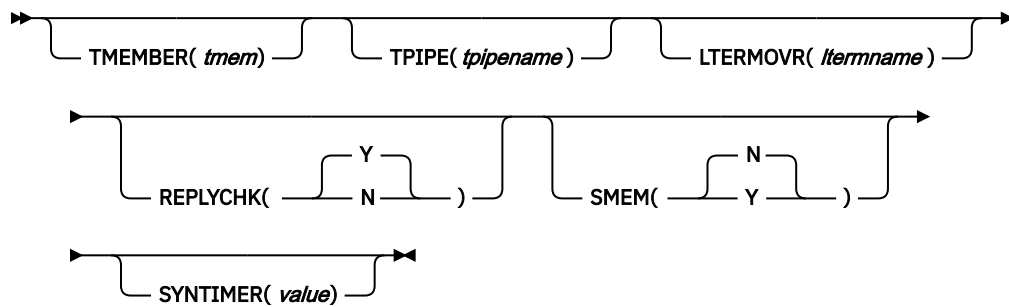 TMEMBER( tmem) TPIPE( tpipename ) LTERMOVR( ltermname )
Y N
REPLYCHK( N ) SMEM( Y )
SYNTIMER( value)